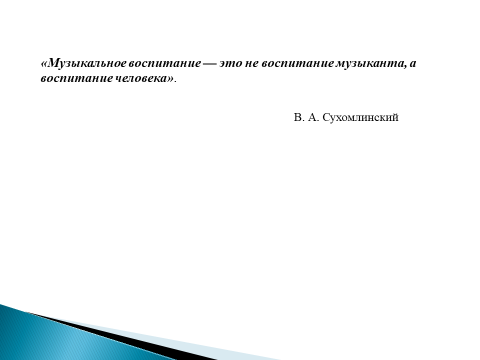 «Музыкальное воспитание — это не воспитание музыканта, а
воспитание человека».
В. А. Сухомлинский